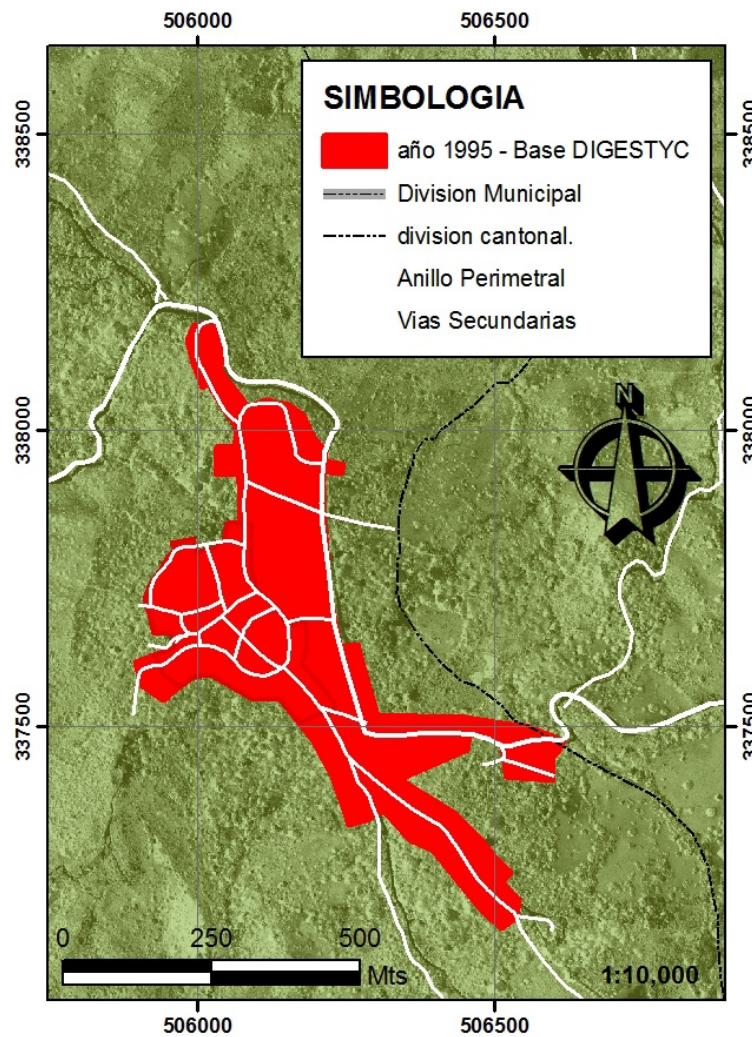 506000 506500
338500 338500
SIMBOLOGIA
año 1995 - Base DIGESTYC
Division Municipal
division cantonal.
Anillo Perimetral
Vias Secundarias
N
338000 338000
337500 337500
0 250 500
Mts
1:10,000
506000 506500